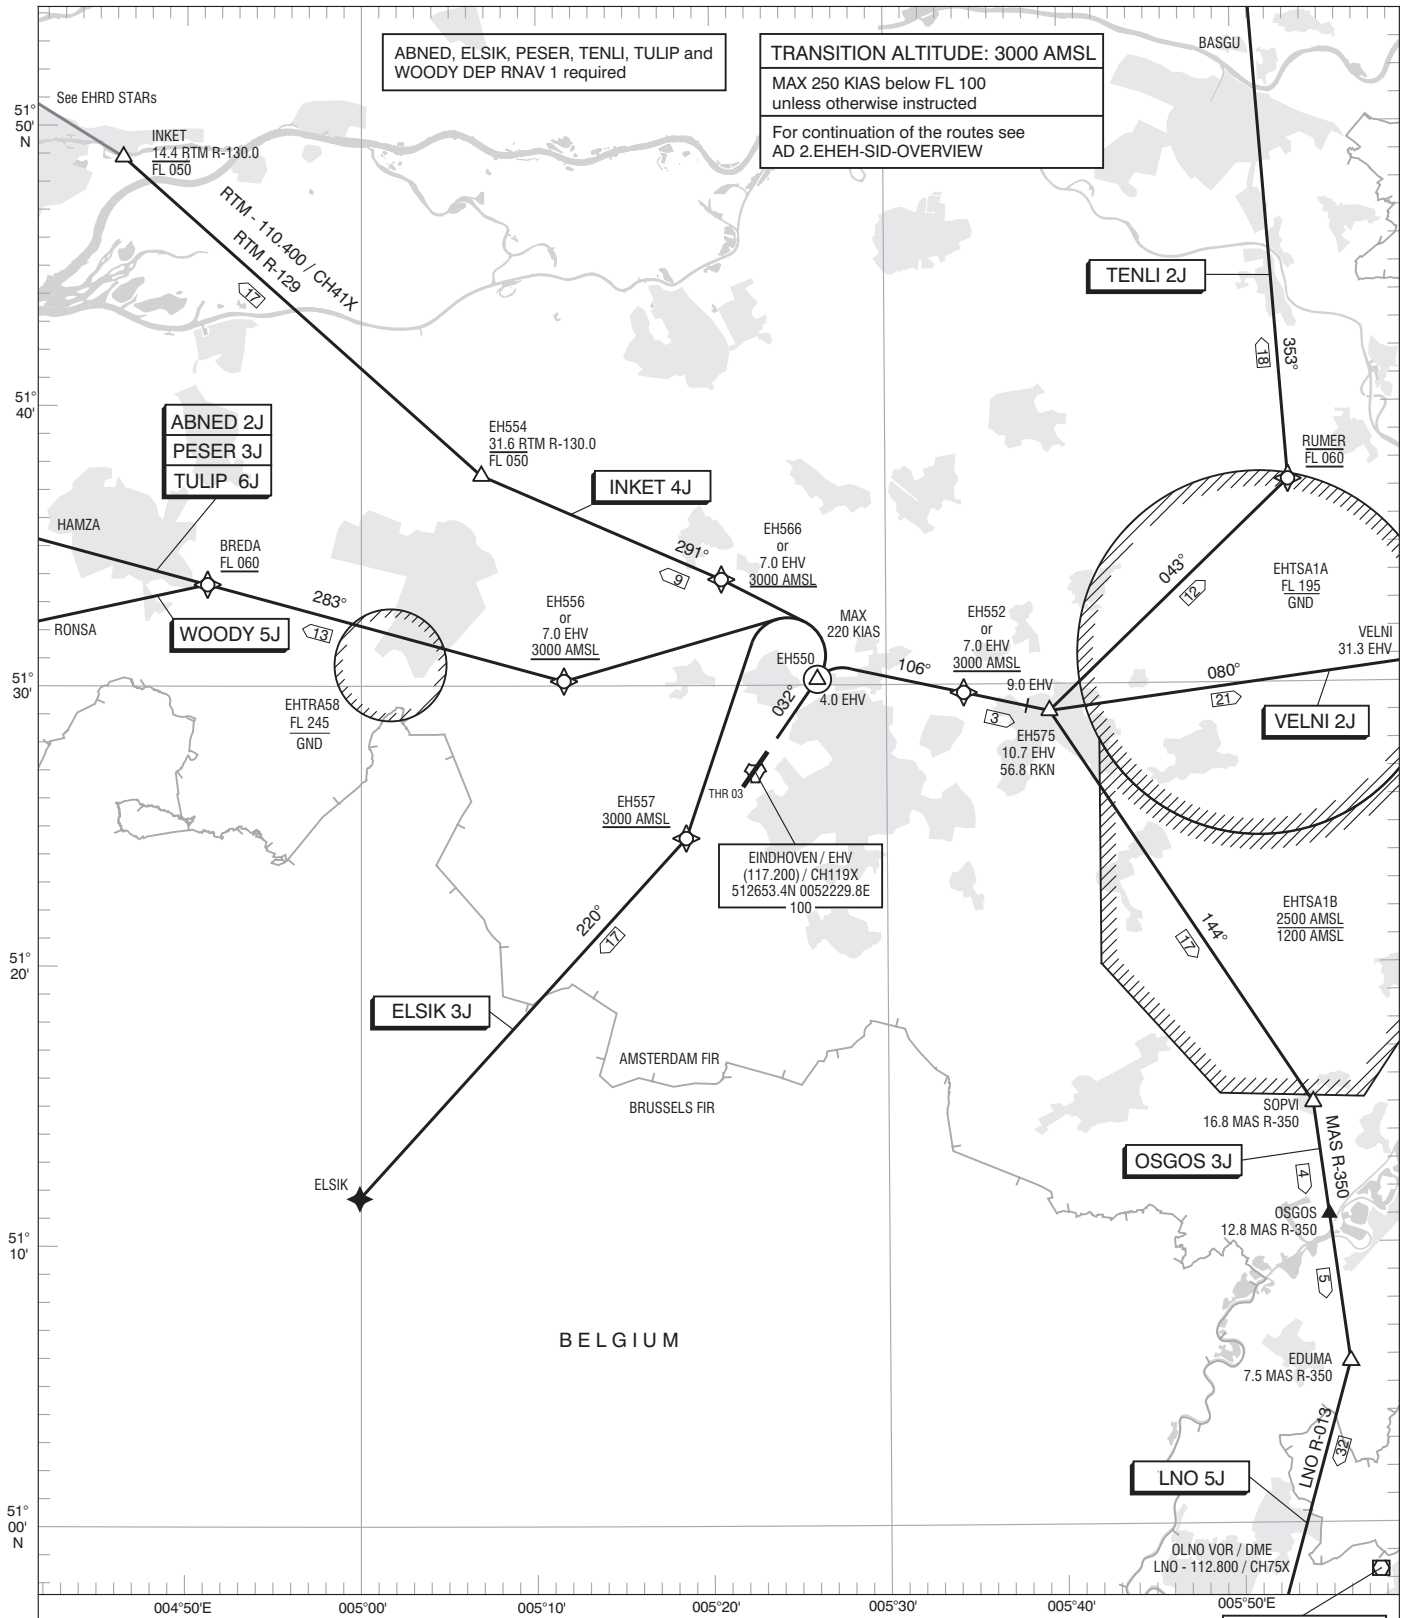 ABNED, ELSIK, PESER, TENLI, TULIP and
WOODY DEP RNAV 1 required
TRANSITION ALTITUDE: 3000 AMSL
MAX 250 KIAS below FL 100
unless otherwise instructed
For continuation of the routes see
AD 2.EHEH-SID-OVERVIEW
BASGU
See EHRD STARs
51°
50'
N
INKET
14.4 RTM R-130.0
FL 050
RTM - 110.400 / CH41X
RTM R-129
17
TENLI 2J
353°
18
51°
40'
ABNED 2J
PESER 3J
TULIP 6J
EH554
31.6 RTM R-130.0
FL 050
INKET 4J
RUMER
FL 060
HAMZA
BREDA
FL 060
291°
9
EH566
or
7.0 EHV
3000 AMSL
043°
12
EHTSA1A
FL 195
GND
283°
13
EH556
or
7.0 EHV
3000 AMSL
MAX
220 KIAS
EH552
or
7.0 EHV
3000 AMSL
RONSA
WOODY 5J
VELNI
31.3 EHV
51°
30'
EH550
4.0 EHV
032°
106°
3
9.0 EHV
080°
21
VELNI 2J
EHTRA58
FL 245
GND
EH575
10.7 EHV
56.8 RKN
THR 03
EH557
3000 AMSL
EINDHOVEN / EHV
(117.200) / CH119X
512653.4N 0052229.8E
100
EHTSA1B
2500 AMSL
1200 AMSL
220°
17
144°
17
51°
20'
ELSIK 3J
AMSTERDAM FIR
BRUSSELS FIR
SOPVI
16.8 MAS R-350
MAS R-350
OSGOS 3J
4
ELSIK
OSGOS
12.8 MAS R-350
51°
10'
5
BELGIUM
EDUMA
7.5 MAS R-350
LNO R-013
32
LNO 5J
51°
00'
N
OLNO VOR / DME
LNO - 112.800 / CH75X
004°50'E
005°00'
005°10'
005°20'
005°30'
005°40'
005°50'E